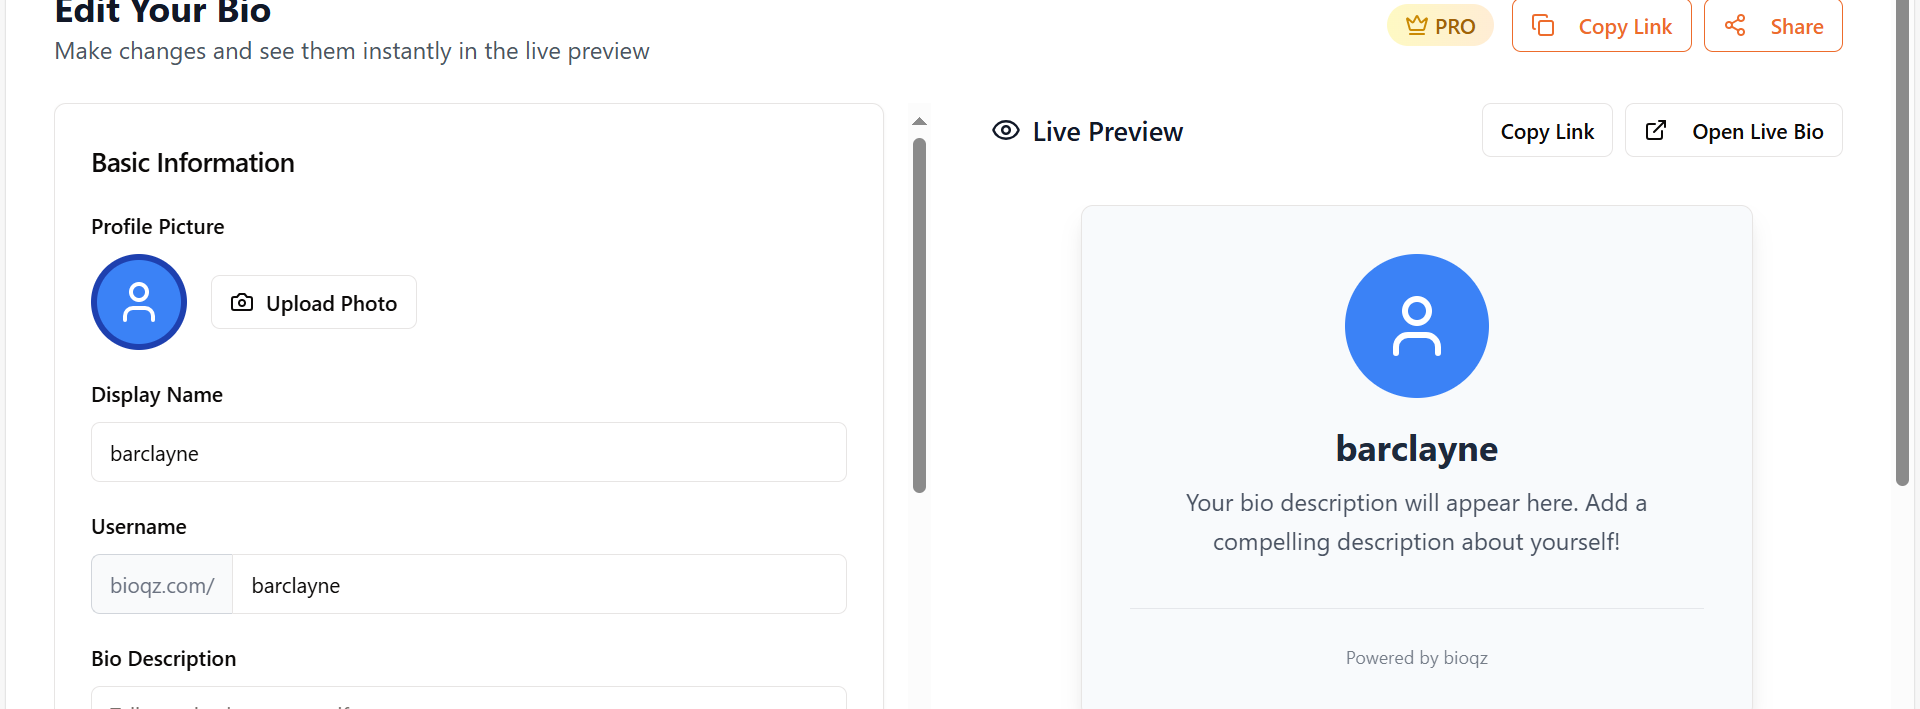 Edit Your Bio
Make changes and see them instantly in the live preview
PRO
Copy Link
Share
Basic Information
Profile Picture
Upload Photo
Display Name
barclayne
Username
bioqz.com/ barclayne
Bio Description
Live Preview
Copy Link
Open Live Bio
barclayne
Your bio description will appear here. Add a
compelling description about yourself!
Powered by bioqz